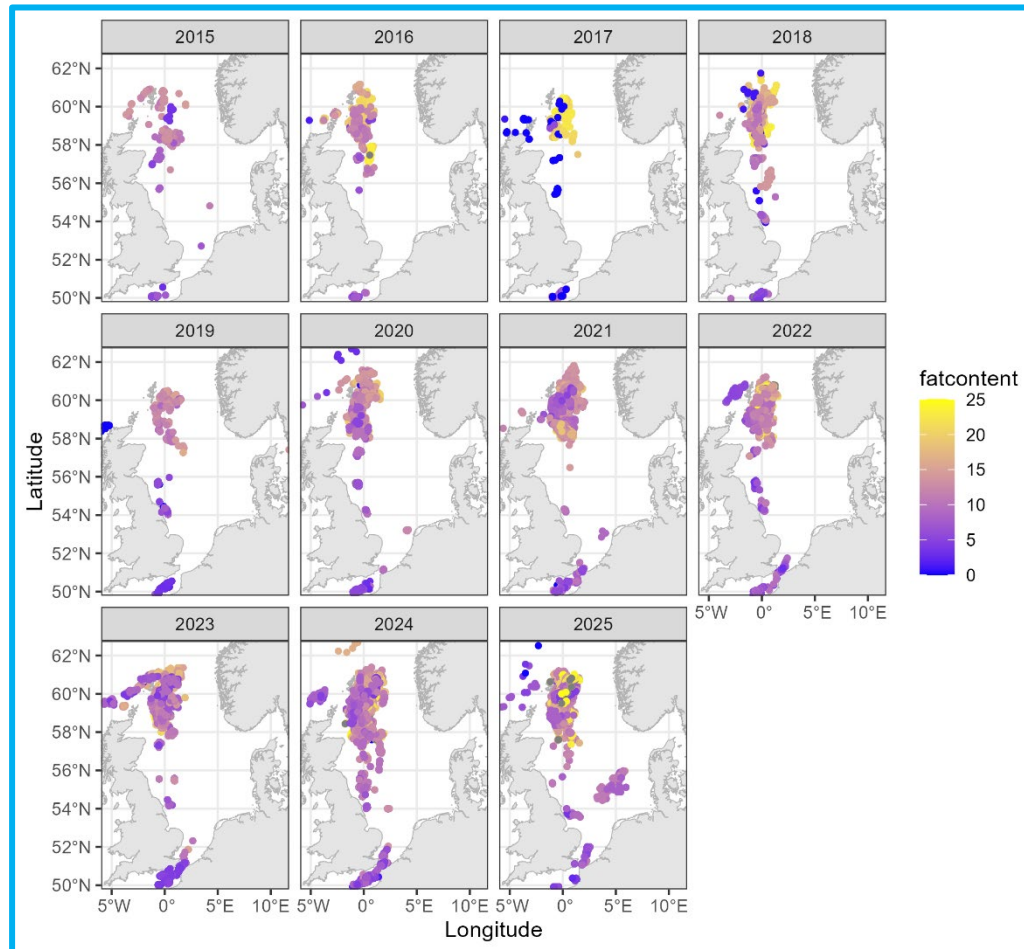 2015 2016 2017 2018
62°N
60°N
58°N
56°N
54°N
52°N
50°N
2019 2020 2021 2022
62°N
60°N
58°N
56°N
54°N
52°N
50°N
5°W 0° 5°E 10°E
2023 2024 2025
62°N
60°N
58°N
56°N
54°N
52°N
50°N
5°W 0° 5°E 10°E 5°W 0° 5°E 10°E 5°W 0° 5°E 10°E
Latitude
Longitude
fatcontent
25
20
15
10
5
0